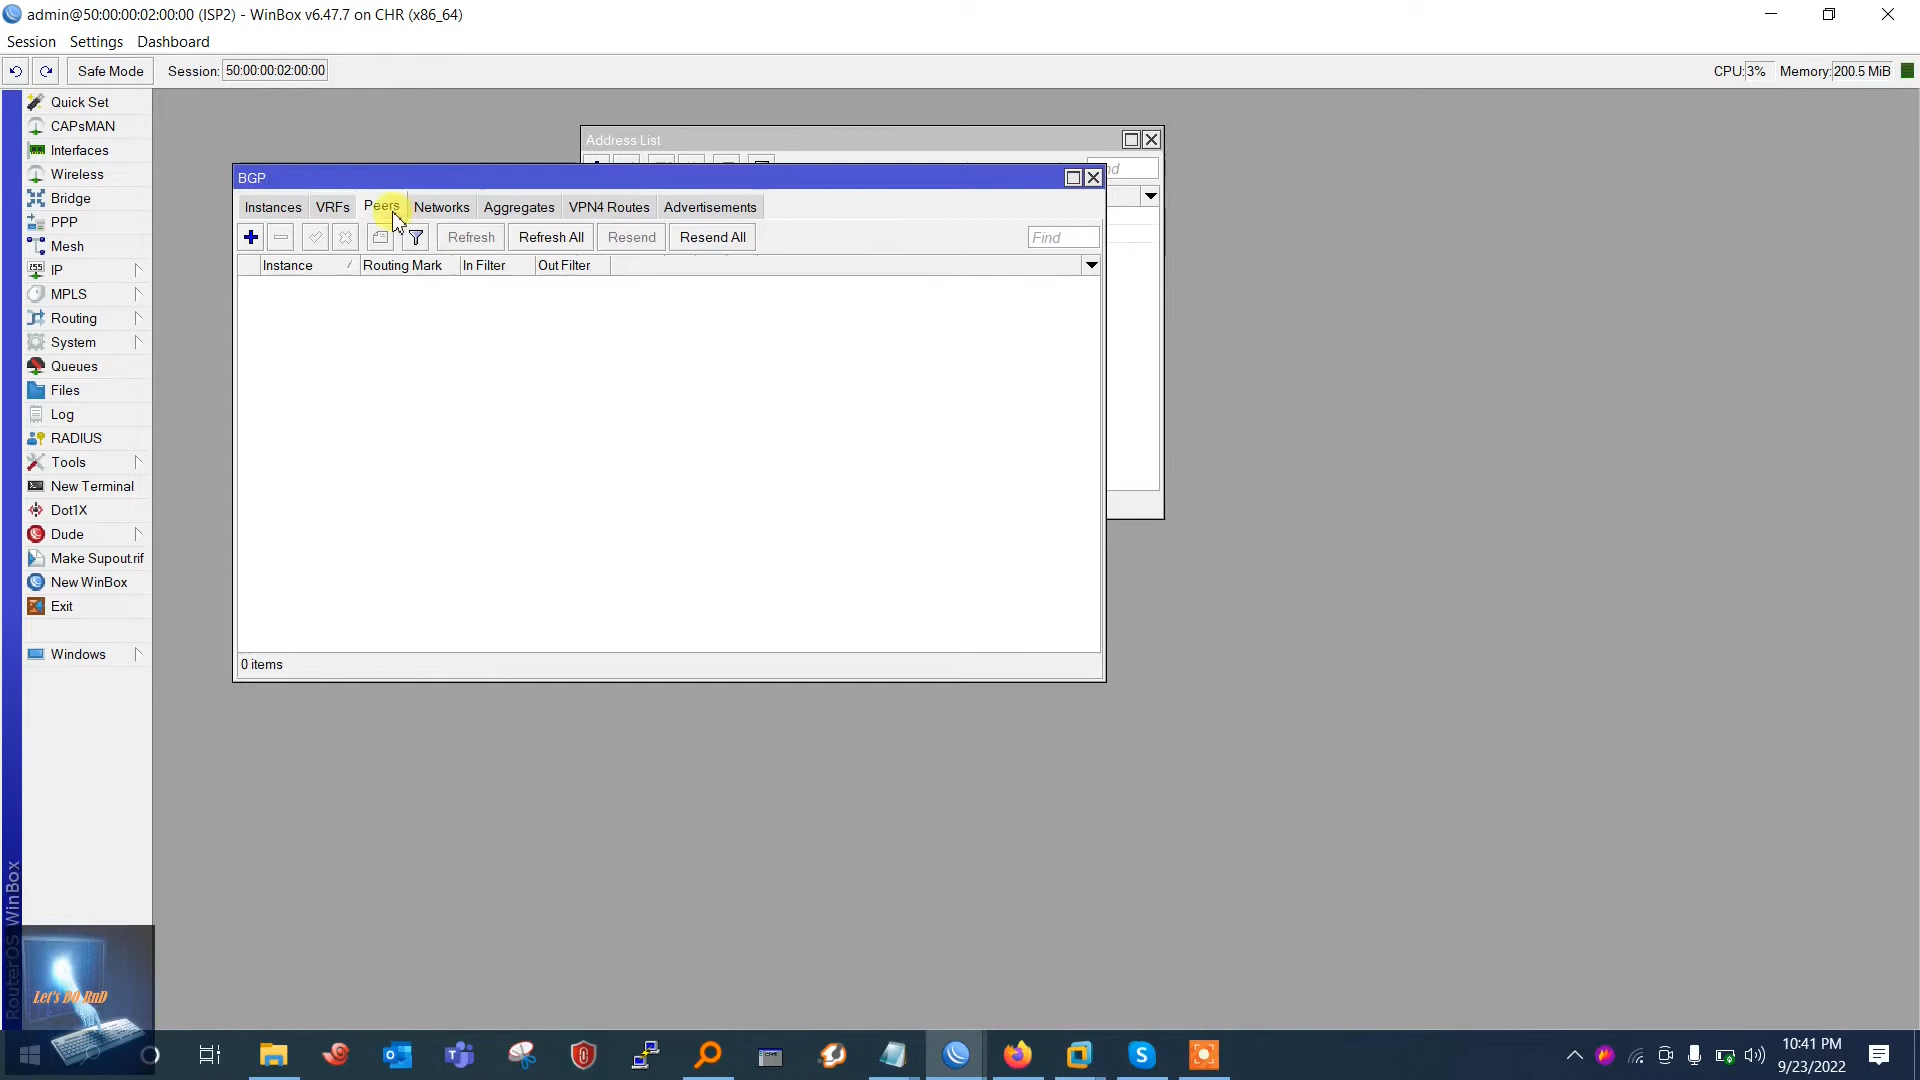 admin@50:00:00:02:00:00 (ISP2) - WinBox v6.47.7 on CHR (x86_64)
Session Settings Dashboard
Safe Mode Session: 50:00:00:02:00:00 CPU:3% Memory:200.5 MiB
Quick Set
CAPsMAN
Interfaces
Wireless
Bridge
PPP
Mesh
IP
MPLS
Routing
System
Queues
Files
Log
RADIUS
Tools
New Terminal
Dot1X
Dude
Make Supout.rif
New WinBox
Exit
Windows
RouterOS WinBox
Address List
BGP
Instances VRFs Peers Networks Aggregates VPN4 Routes Advertisements
Refresh Refresh All Resend Resend All Find
Instance Routing Mark In Filter Out Filter
0 items
Let's DO RnD
10:41 PM
9/23/2022